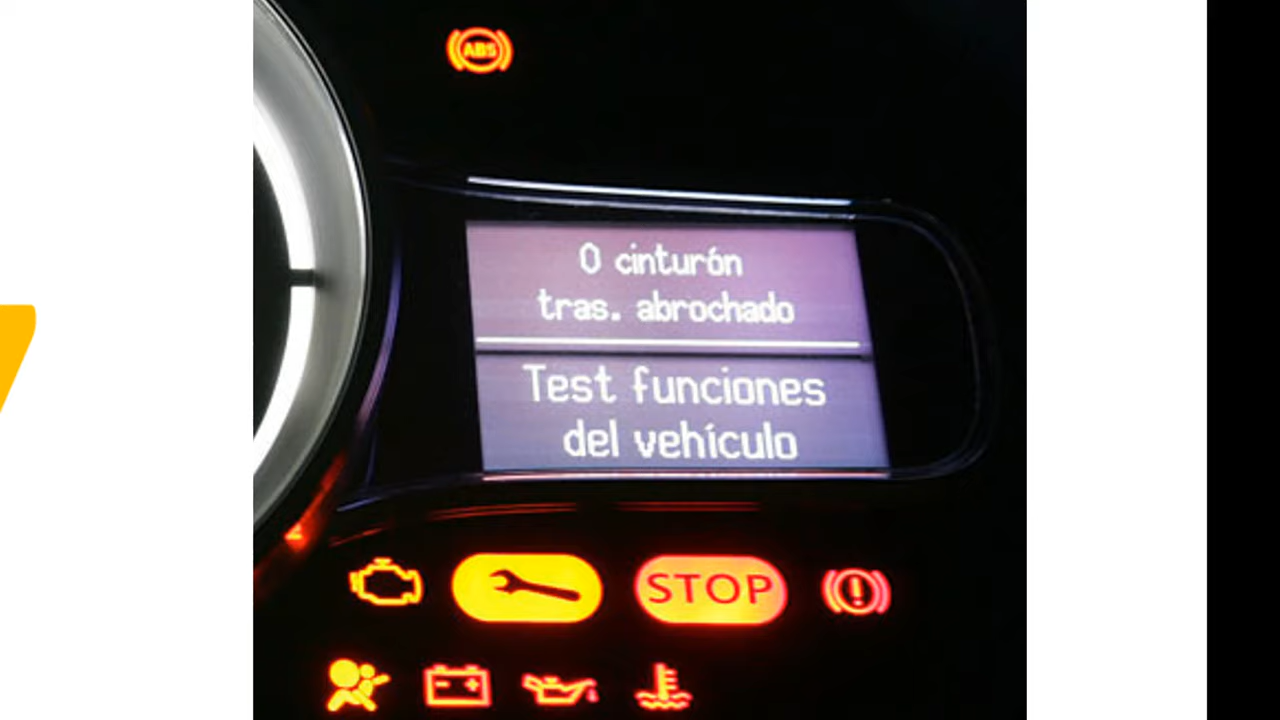 ABS
0 cinturón
tras. abrochado
Test funciones
del vehículo
STOP